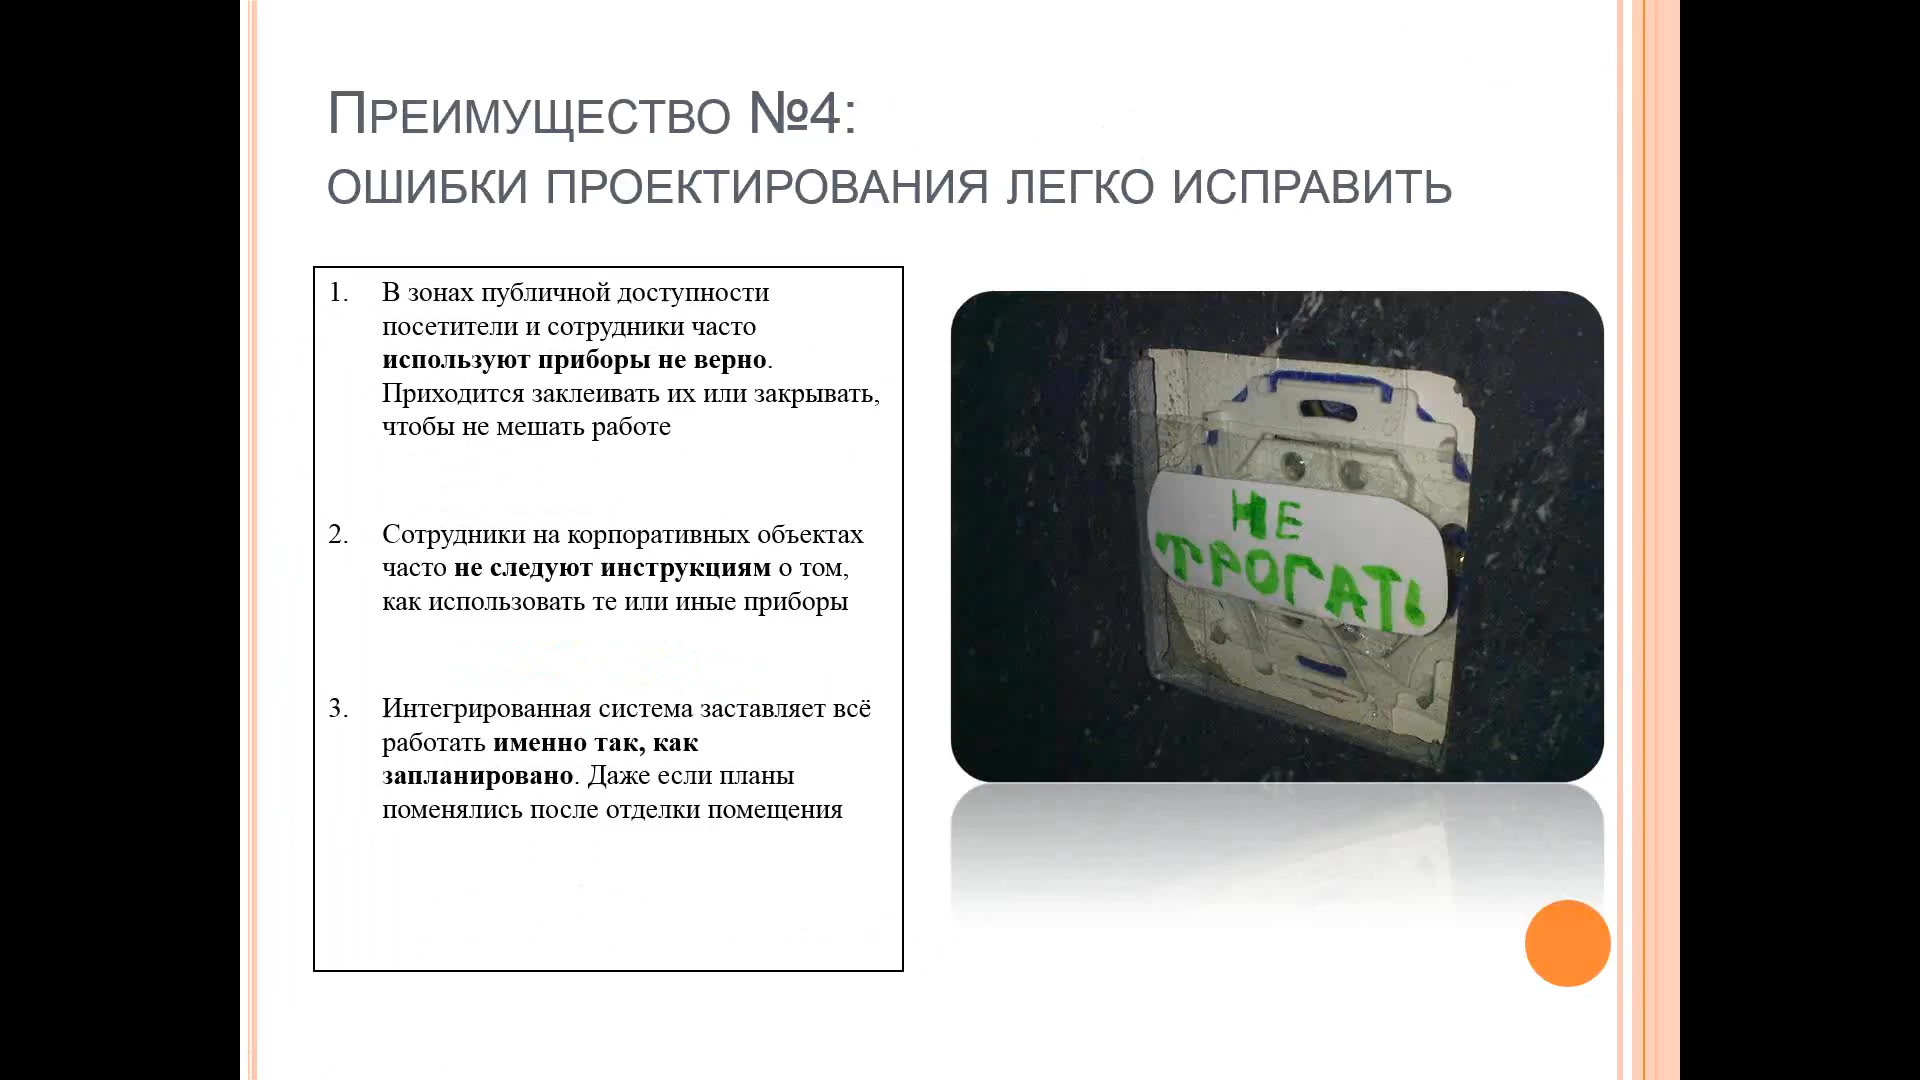 Преимущество №4:
ошибки проектирования легко исправить
1. В зонах публичной доступности
посетители и сотрудники часто
используют приборы не верно.
Приходится заклеивать их или закрывать,
чтобы не мешать работе
2. Сотрудники на корпоративных объектах
часто не следуют инструкциям о том,
как использовать те или иные приборы
3. Интегрированная система заставляет всё
работать именно так, как
запланировано. Даже если планы
поменялись после отделки помещения
НЕ
ТРОГАТЬ